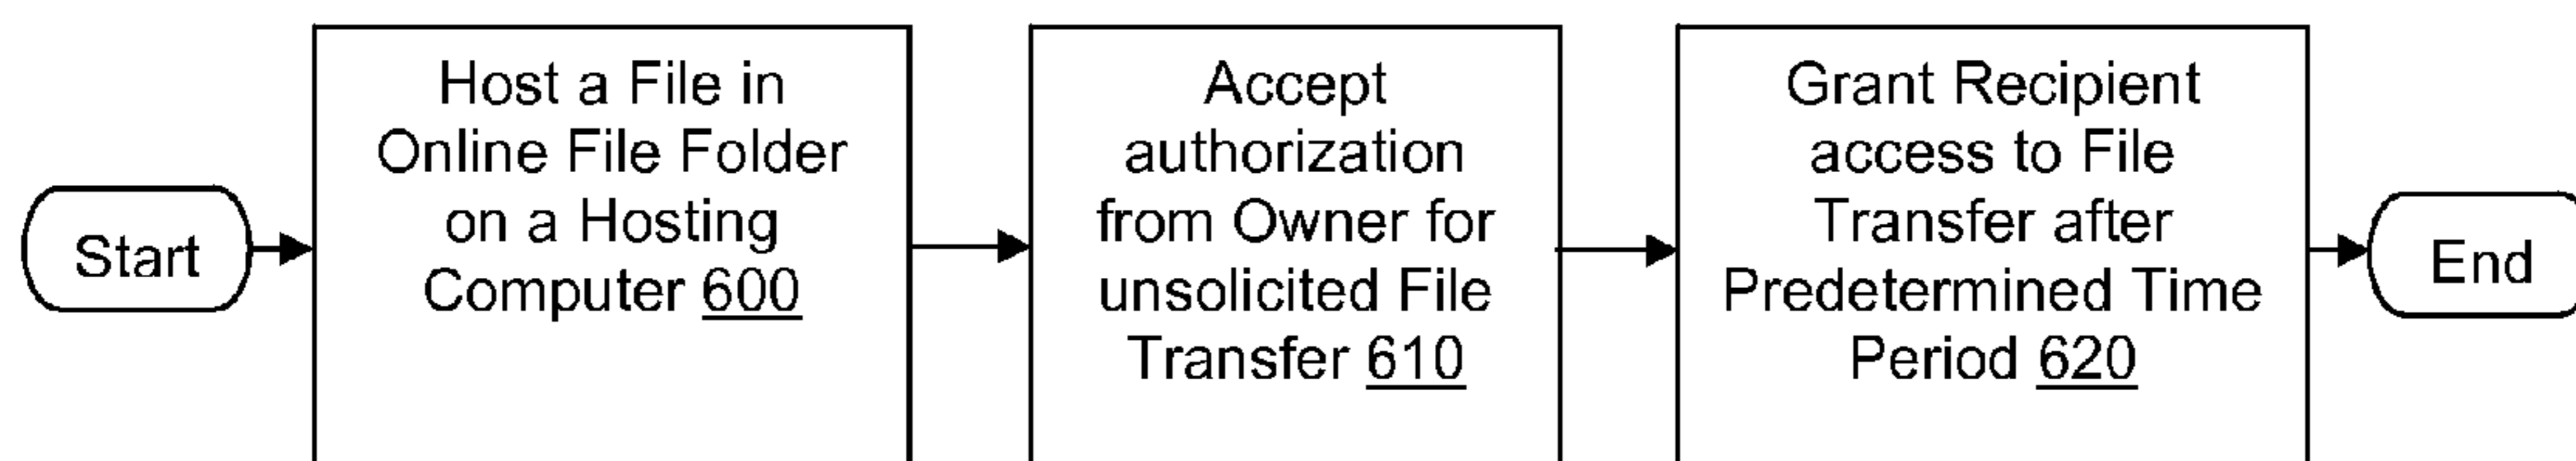 Start
Host a File in
Online File Folder
on a Hosting
Computer 600
Accept
authorization
from Owner for
unsolicited File
Transfer 610
Grant Recipient
access to File
Transfer after
Predetermined Time
Period 620
End